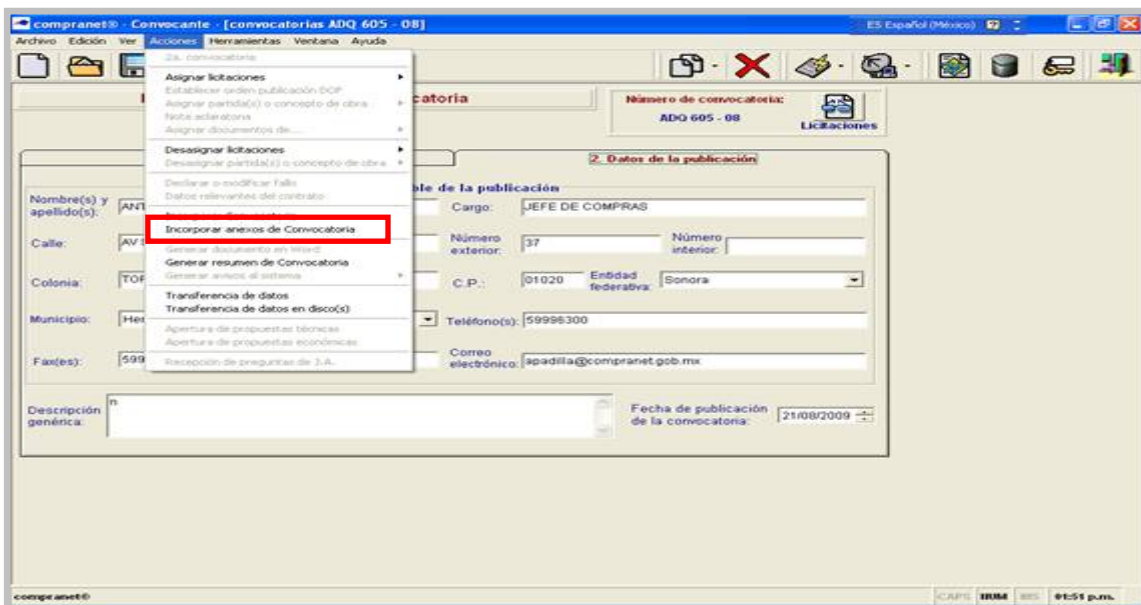 compranet® - Convocante - [convocatorias ADQ 605 - 08]
ES Español (México)
Archivo Edición Ver Acciones Herramientas Ventana Ayuda
2a. convocatoria
Asignar licitaciones
Establecer orden publicación DOF
Asignar partida(s) o concepto de obra
Nota aclaratoria
Asignar documentos de....
Desasignar licitaciones
Desasignar partida(s) o concepto de obra
Declarar o modificar Fallo
Datos relevantes del contrato
Incorporar anexos de Convocatoria
Generar documento en Word
Generar resumen de Convocatoria
Generar avisos al sistema
Transferencia de datos
Transferencia de datos en disco(s)
Apertura de propuestas técnicas
Apertura de propuestas económicas
Recepción de preguntas de J.A.
catoria
Número de convocatoria:
ADQ 605 - 08
Licitaciones
2. Datos de la publicación
ble de la publicación
Nombre(s) y apellido(s):
ANT
Cargo:
JEFE DE COMPRAS
Calle:
AV
Número exterior:
37
Número interior:
Colonia:
C.P.:
01020
Entidad federativa:
Sonora
Municipio:
Her
Teléfono(s):
59996300
Fax(es):
599
Correo electrónico:
apadilla@compranet.gob.mx
Descripción genérica:
n
Fecha de publicación de la convocatoria:
21/08/2009
compranet®
CAPS NUM INS 01:51 p.m.